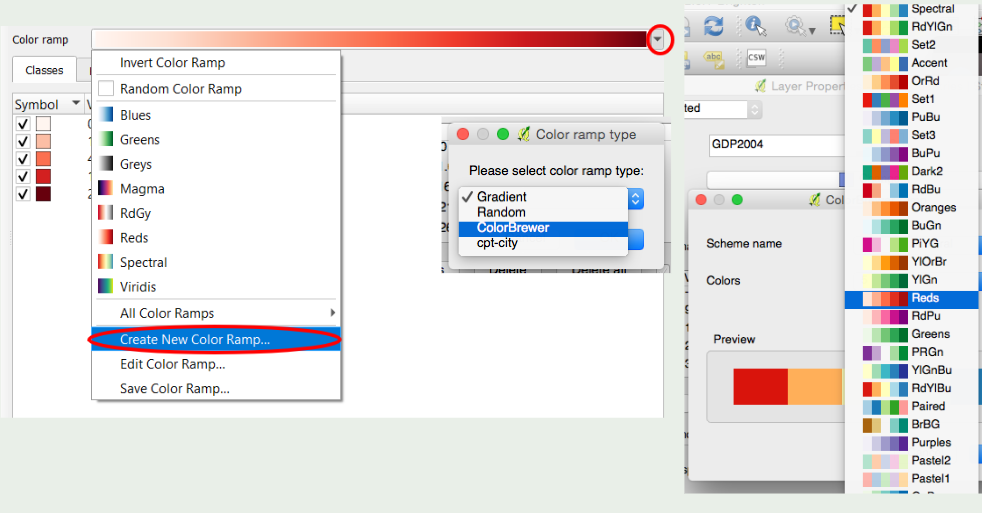 Color ramp
Classes
Symbol
Invert Color Ramp
Random Color Ramp
Blues
Greens
Greys
Magma
RdGy
Reds
Spectral
Viridis
All Color Ramps
Create New Color Ramp...
Edit Color Ramp...
Save Color Ramp...
Color ramp type
Please select color ramp type:
Gradient
Random
ColorBrewer
cpt-city
Delete
Delete all
abc
CSW
Layer Propert
ted
GDP2004
Col
Scheme name
Colors
Preview
Spectral
RdYlGn
Set2
Accent
OrRd
Set1
PuBu
Set3
BuPu
Dark2
RdBu
Oranges
BuGn
PiYG
YlOrBr
YlGn
Reds
RdPu
Greens
PRGn
YlGnBu
RdYlBu
Paired
BrBG
Purples
Pastel2
Pastel1